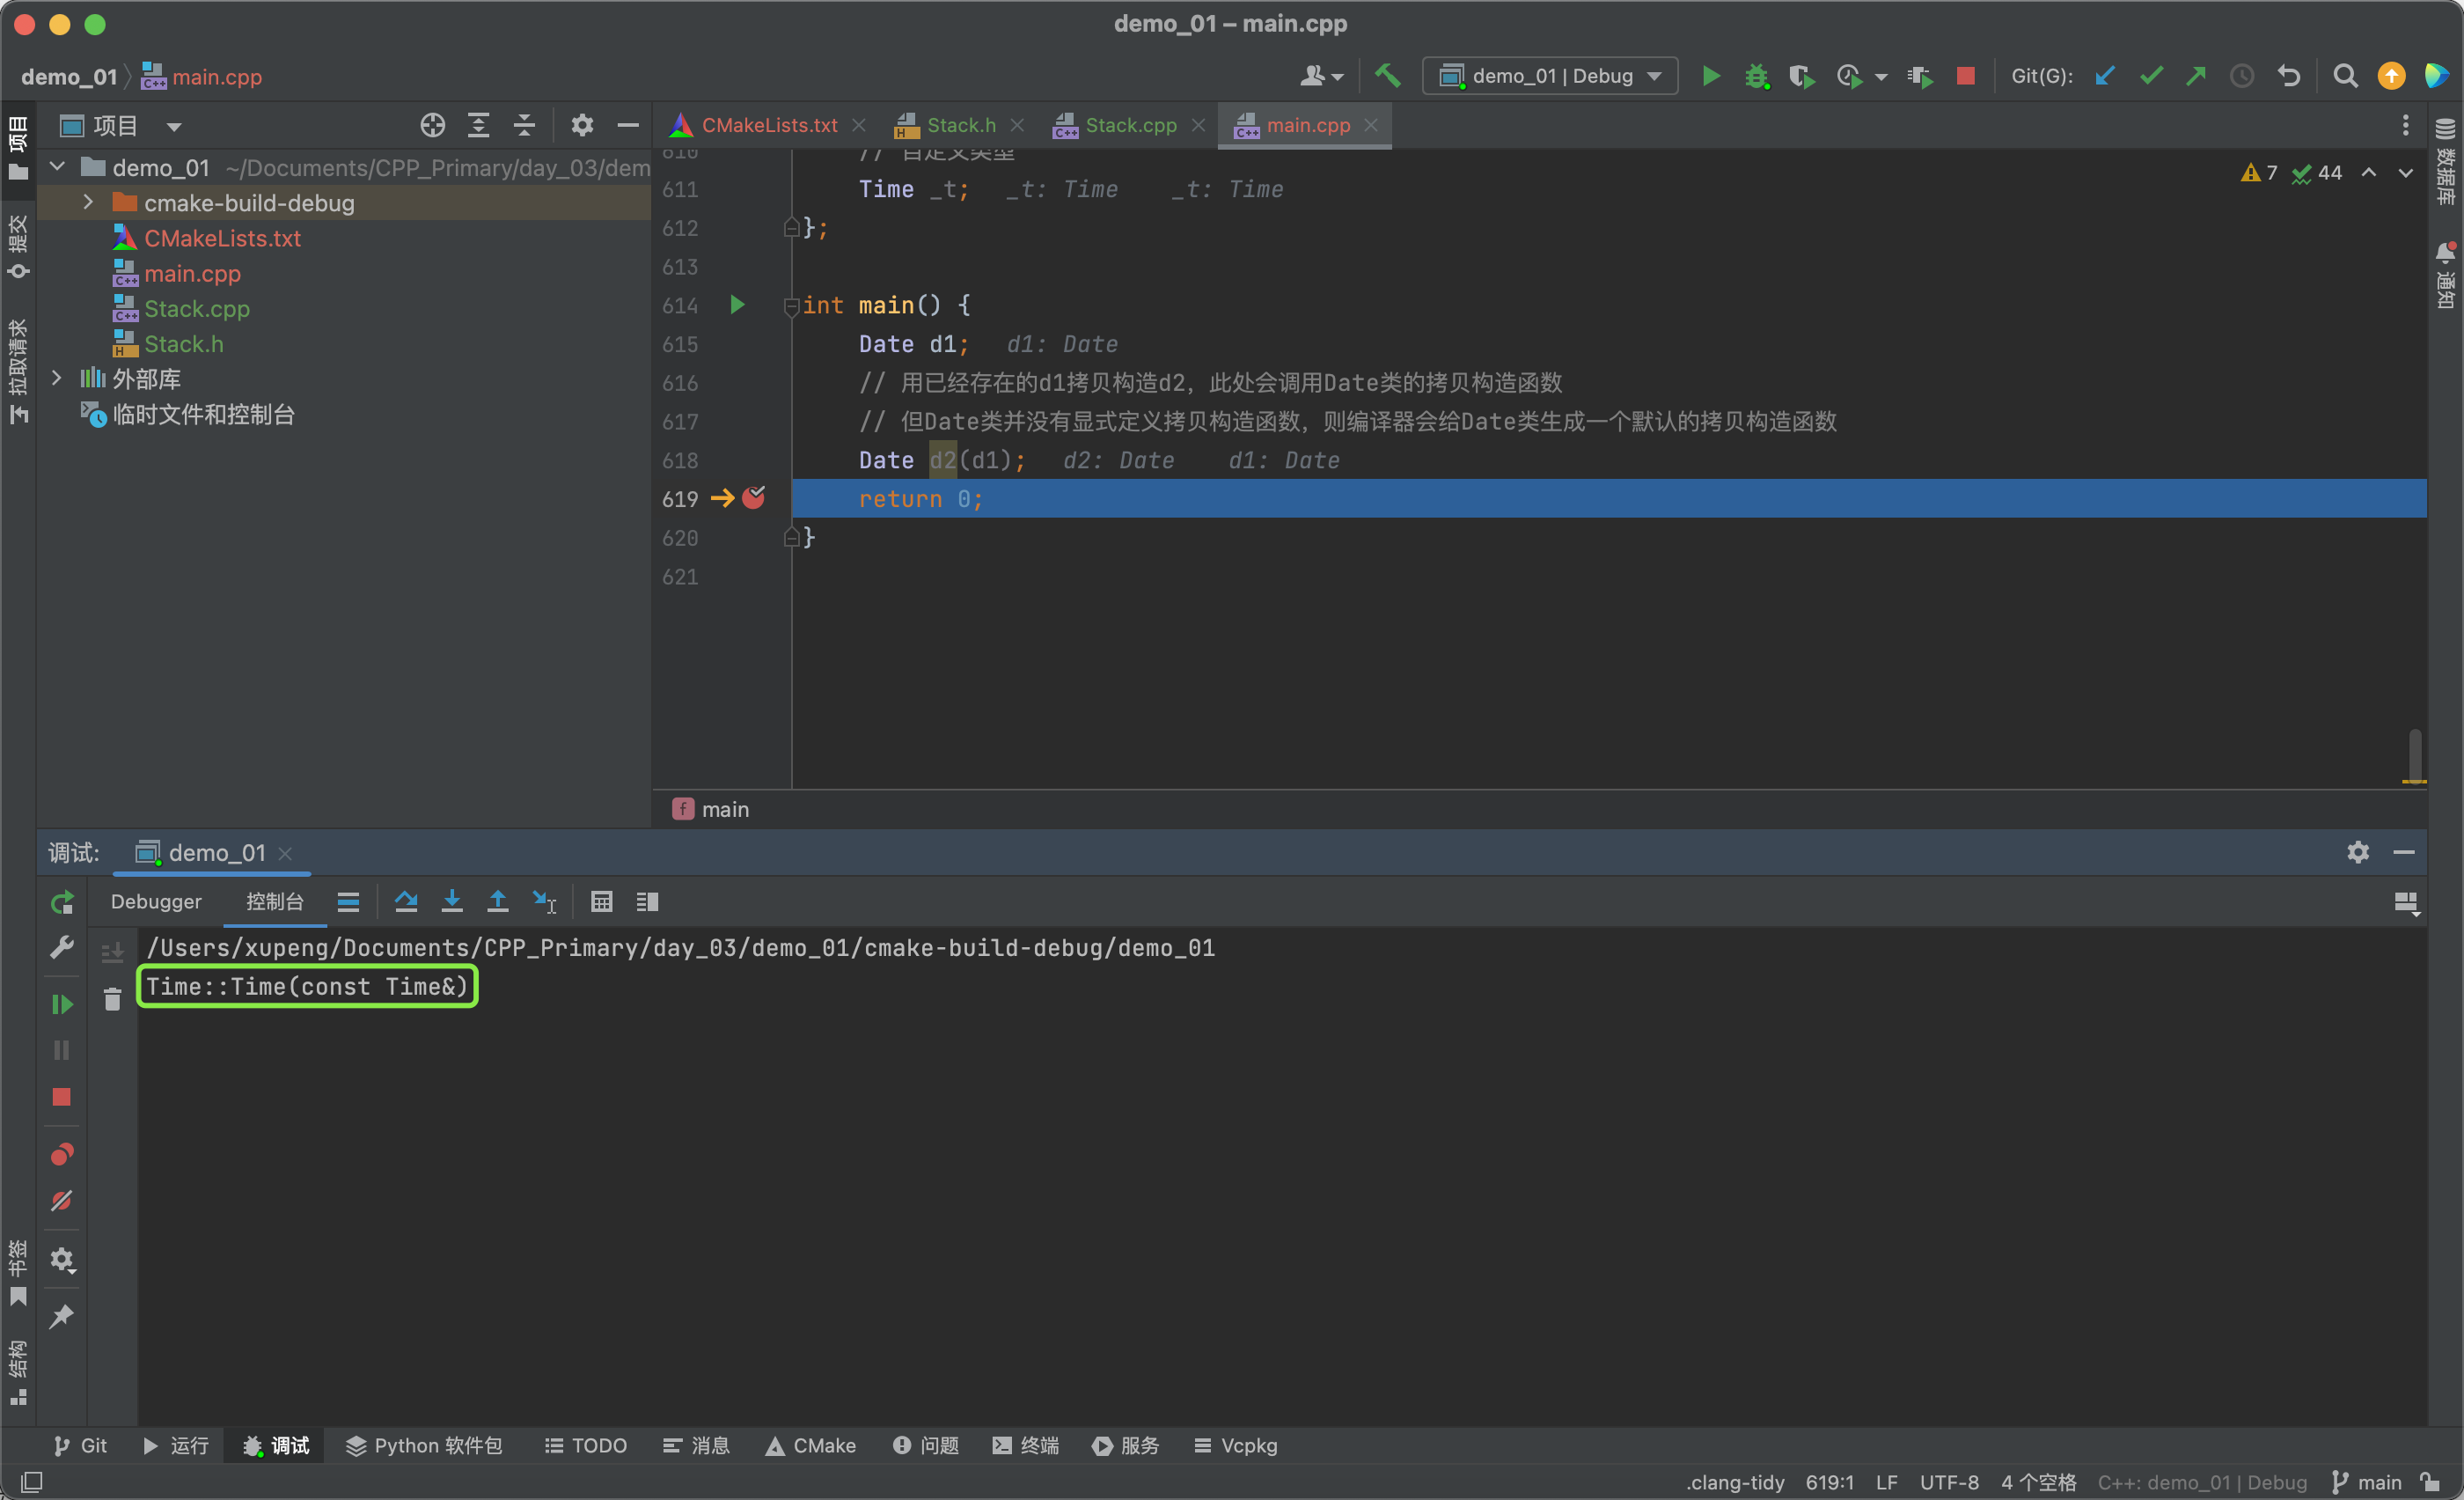 demo_01 – main.cpp
demo_01 main.cpp
demo_01 | Debug
Git(G):
项目
CMakeLists.txt
Stack.h
Stack.cpp
main.cpp
demo_01 ~/Documents/CPP_Primary/day_03/dem
cmake-build-debug
CMakeLists.txt
main.cpp
Stack.cpp
Stack.h
外部库
临时文件和控制台
项目
提交
拉取请求
书签
结构
数据库
通知
7 44
610 // 自定义类型
611 Time _t; _t: Time _t: Time
612 };
613
614 int main() {
615 Date d1; d1: Date
616 // 用已经存在的d1拷贝构造d2，此处会调用Date类的拷贝构造函数
617 // 但Date类并没有显式定义拷贝构造函数，则编译器会给Date类生成一个默认的拷贝构造函数
618 Date d2(d1); d2: Date d1: Date
619 return 0;
620 }
621
f main
调试: demo_01
Debugger 控制台
/Users/xupeng/Documents/CPP_Primary/day_03/demo_01/cmake-build-debug/demo_01
Time::Time(const Time&)
Git 运行 调试 Python 软件包 TODO 消息 CMake 问题 终端 服务 Vcpkg
.clang-tidy 619:1 LF UTF-8 4 个空格 C++: demo_01 | Debug main